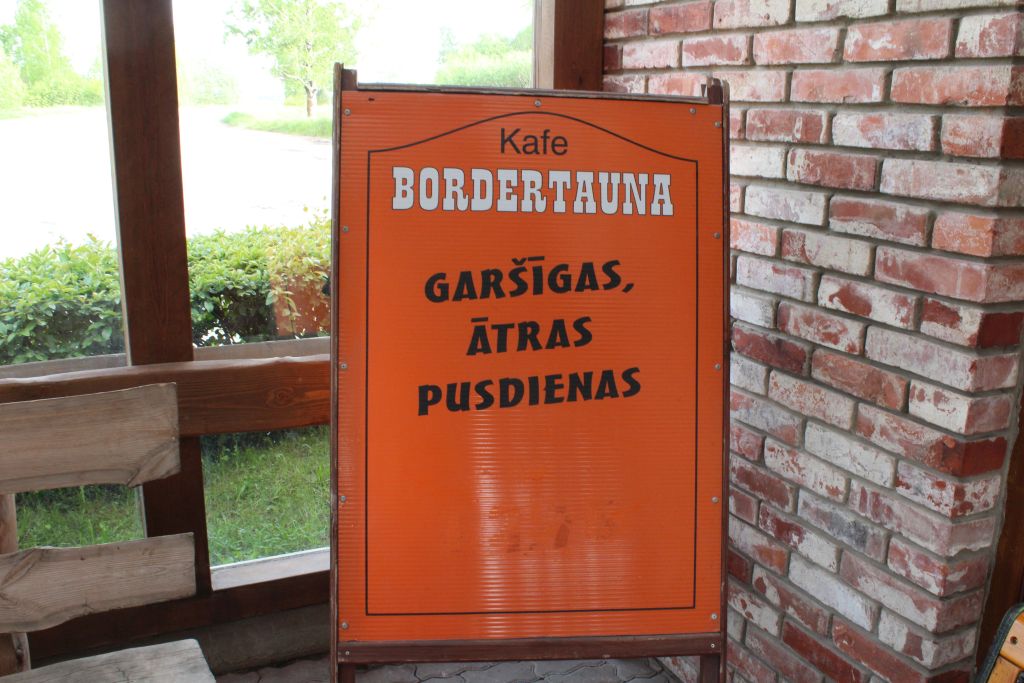 Kafe
BORDERTAUNA
GARŠĪGAS,
ĀTRAS
PUSDIENAS